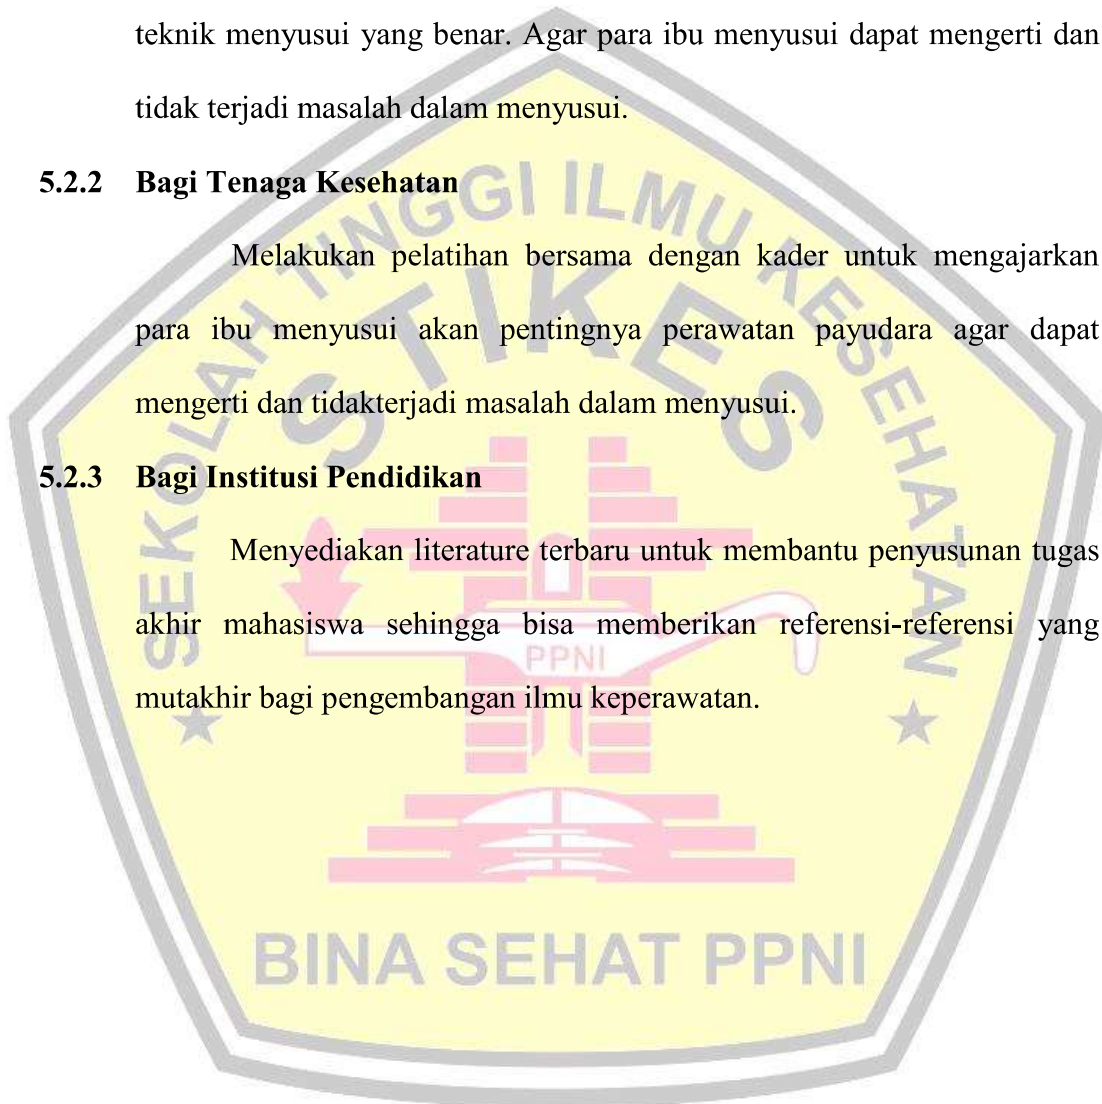 teknik menyusui yang benar. Agar para ibu menyusui dapat mengerti dan
tidak terjadi masalah dalam menyusui.
5.2.2 Bagi Tenaga Kesehatan
Melakukan pelatihan bersama dengan kader untuk mengajarkan
para ibu menyusui akan pentingnya perawatan payudara agar dapat
mengerti dan tidakterjadi masalah dalam menyusui.
5.2.3 Bagi Institusi Pendidikan
Menyediakan literature terbaru untuk membantu penyusunan tugas
akhir mahasiswa sehingga bisa memberikan referensi-referensi yang
mutakhir bagi pengembangan ilmu keperawatan.
SEKOLAH TINGGI ILMU KESEHATAN
STIKES
PPNI
BINA SEHAT PPNI